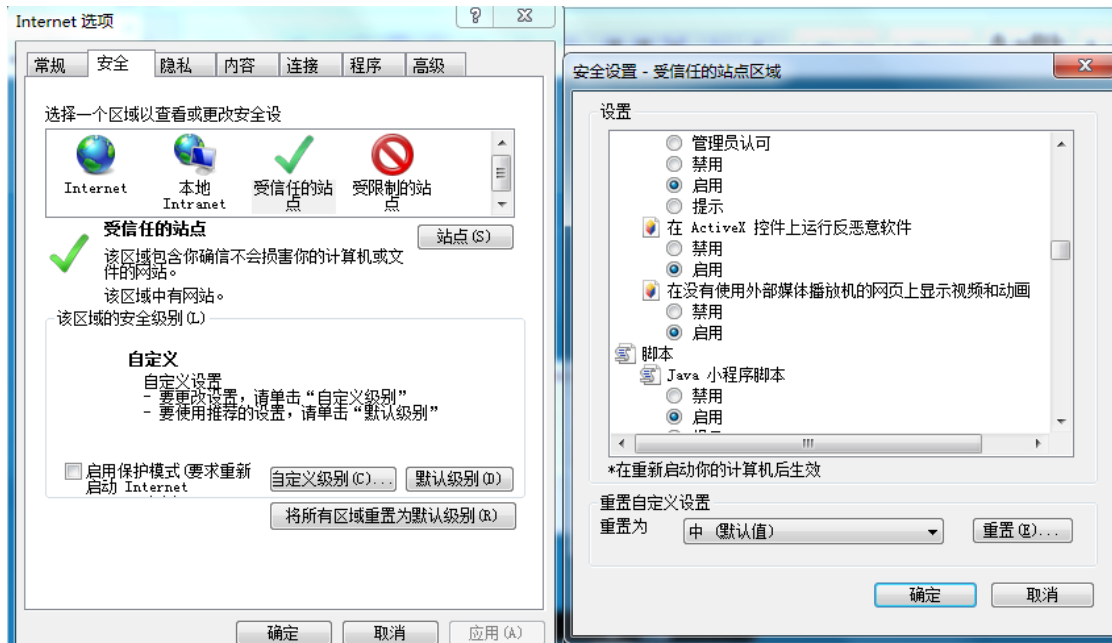 Internet 选项
常规
安全
隐私
内容
连接
程序
高级
选择一个区域以查看或更改安全设
Internet
本地
Intranet
受信任的站
点
受限制的站
点
受信任的站点
站点(S)
该区域包含你确信不会损害你的计算机或文
件的网站。
该区域中有网站。
该区域的安全级别(L)
自定义
自定义设置
- 要更改设置，请单击“自定义级别”
- 要使用推荐的设置，请单击“默认级别”
启用保护模式(要求重新
启动 Internet
自定义级别(C)...
默认级别(D)
将所有区域重置为默认级别(R)
确定
取消
应用(A)
安全设置 - 受信任的站点区域
设置
管理员认可
禁用
启用
提示
在 ActiveX 控件上运行反恶意软件
禁用
启用
在没有使用外部媒体播放机的网页上显示视频和动画
禁用
启用
脚本
Java 小程序脚本
禁用
启用
*在重新启动你的计算机后生效
重置自定义设置
重置为
中 (默认值)
重置(E)...
确定
取消